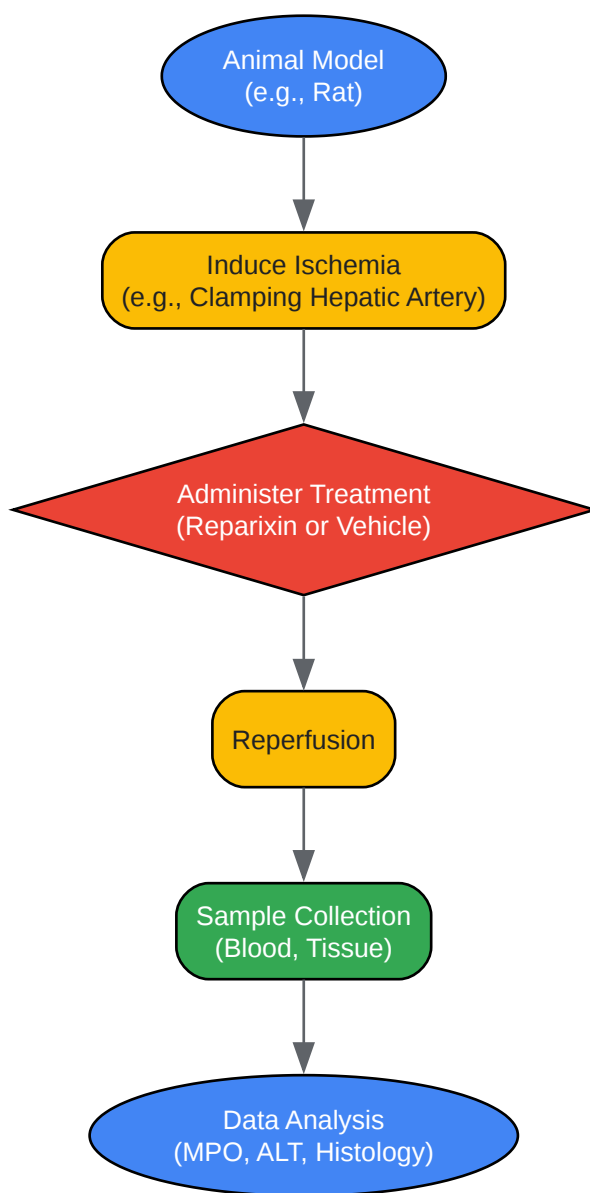 Animal Model
(e.g., Rat)
Induce Ischemia
(e.g., Clamping Hepatic Artery)
Administer Treatment
(Reparixin or Vehicle)
Reperfusion
Sample Collection
(Blood, Tissue)
Data Analysis
(MPO, ALT, Histology)